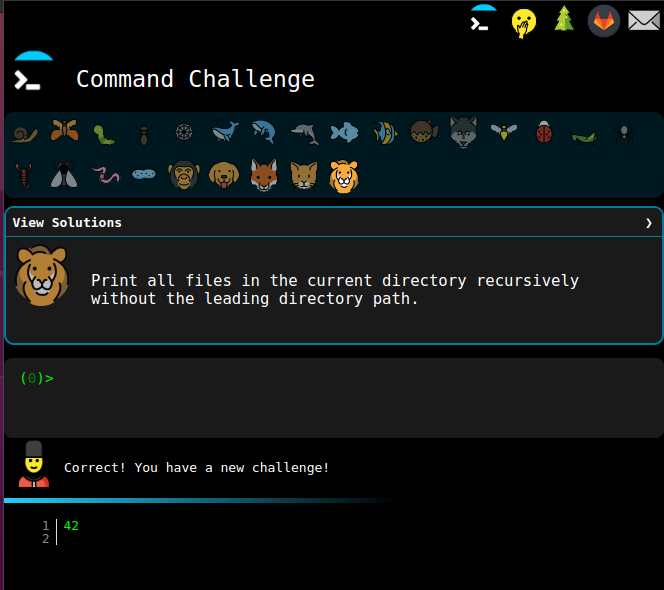 Command Challenge
View Solutions ❯
Print all files in the current directory recursively
without the leading directory path.
(0)>
Correct! You have a new challenge!
1 42
2